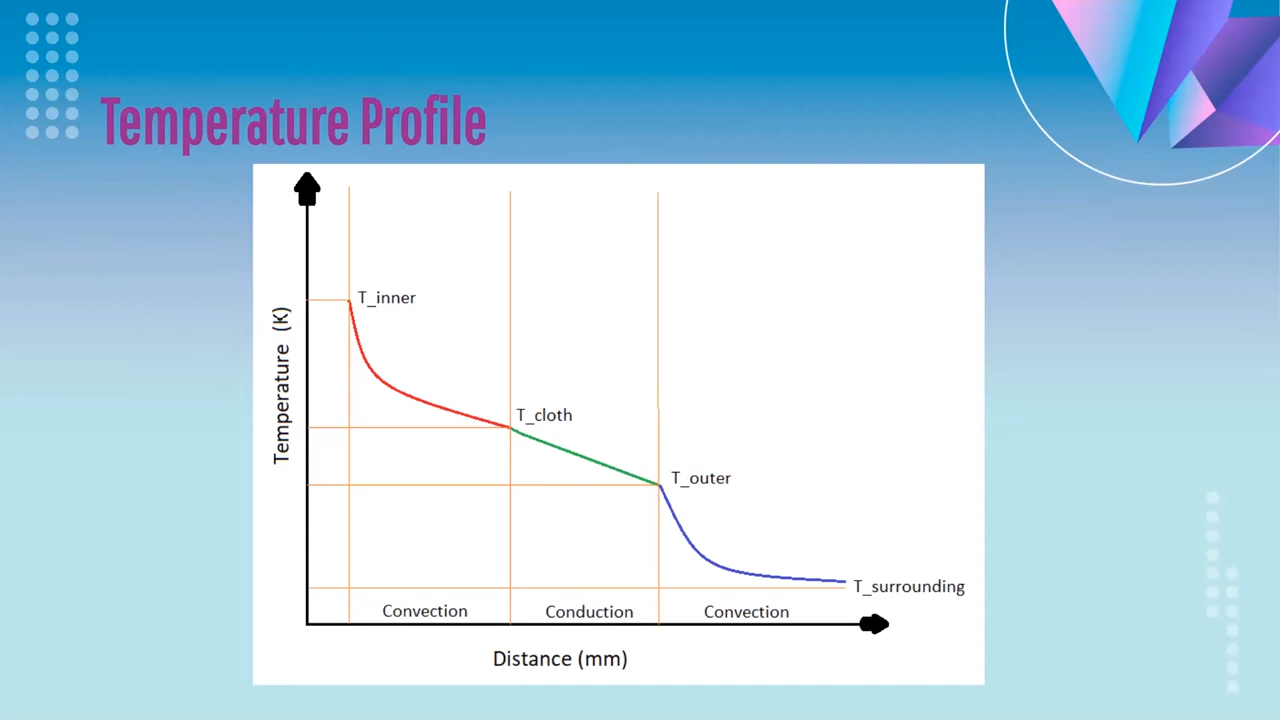 Temperature Profile
T_inner
T_cloth
Temperature (K)
T_outer
T_surrounding
Convection
Conduction
Convection
Distance (mm)